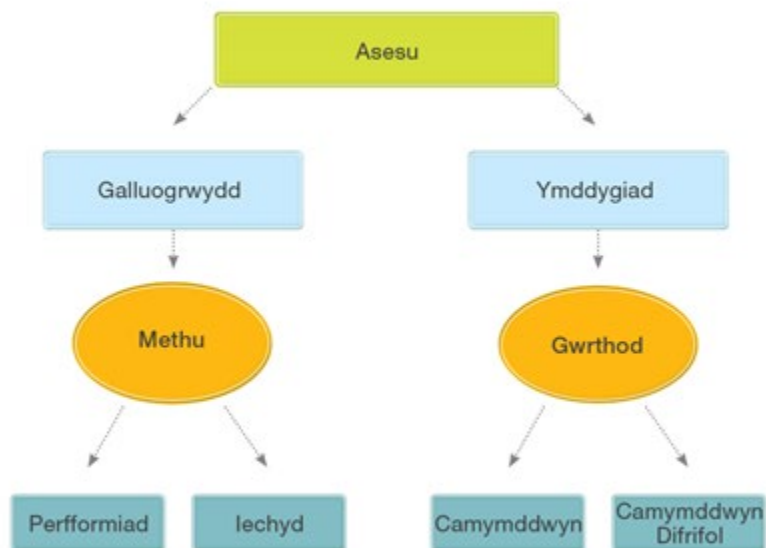 Asesu
Galluogrwydd
Ymddygiad
Methu
Gwrthod
Perfformiad
Iechyd
Camymddwyn
Camymddwyn
Difrifol